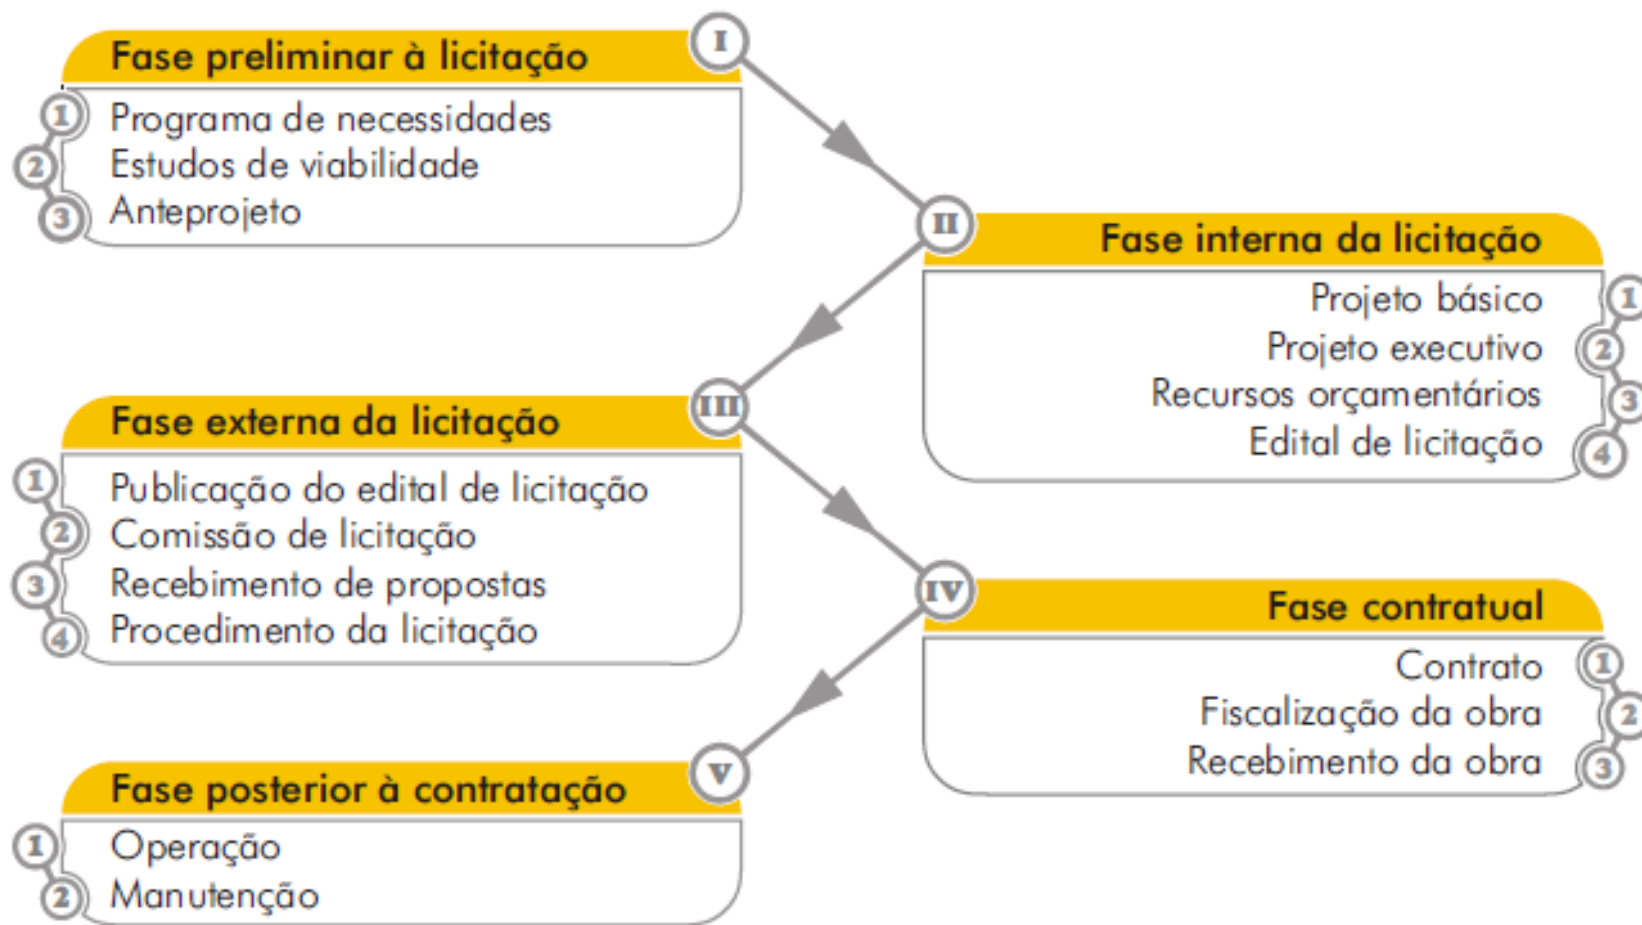 I
Fase preliminar à licitação
1 Programa de necessidades
2 Estudos de viabilidade
3 Anteprojeto
II
Fase interna da licitação
Projeto básico 1
Projeto executivo 2
Recursos orçamentários 3
Edital de licitação 4
III
Fase externa da licitação
1 Publicação do edital de licitação
2 Comissão de licitação
3 Recebimento de propostas
4 Procedimento da licitação
IV
Fase contratual
Contrato 1
Fiscalização da obra 2
Recebimento da obra 3
V
Fase posterior à contratação
1 Operação
2 Manutenção